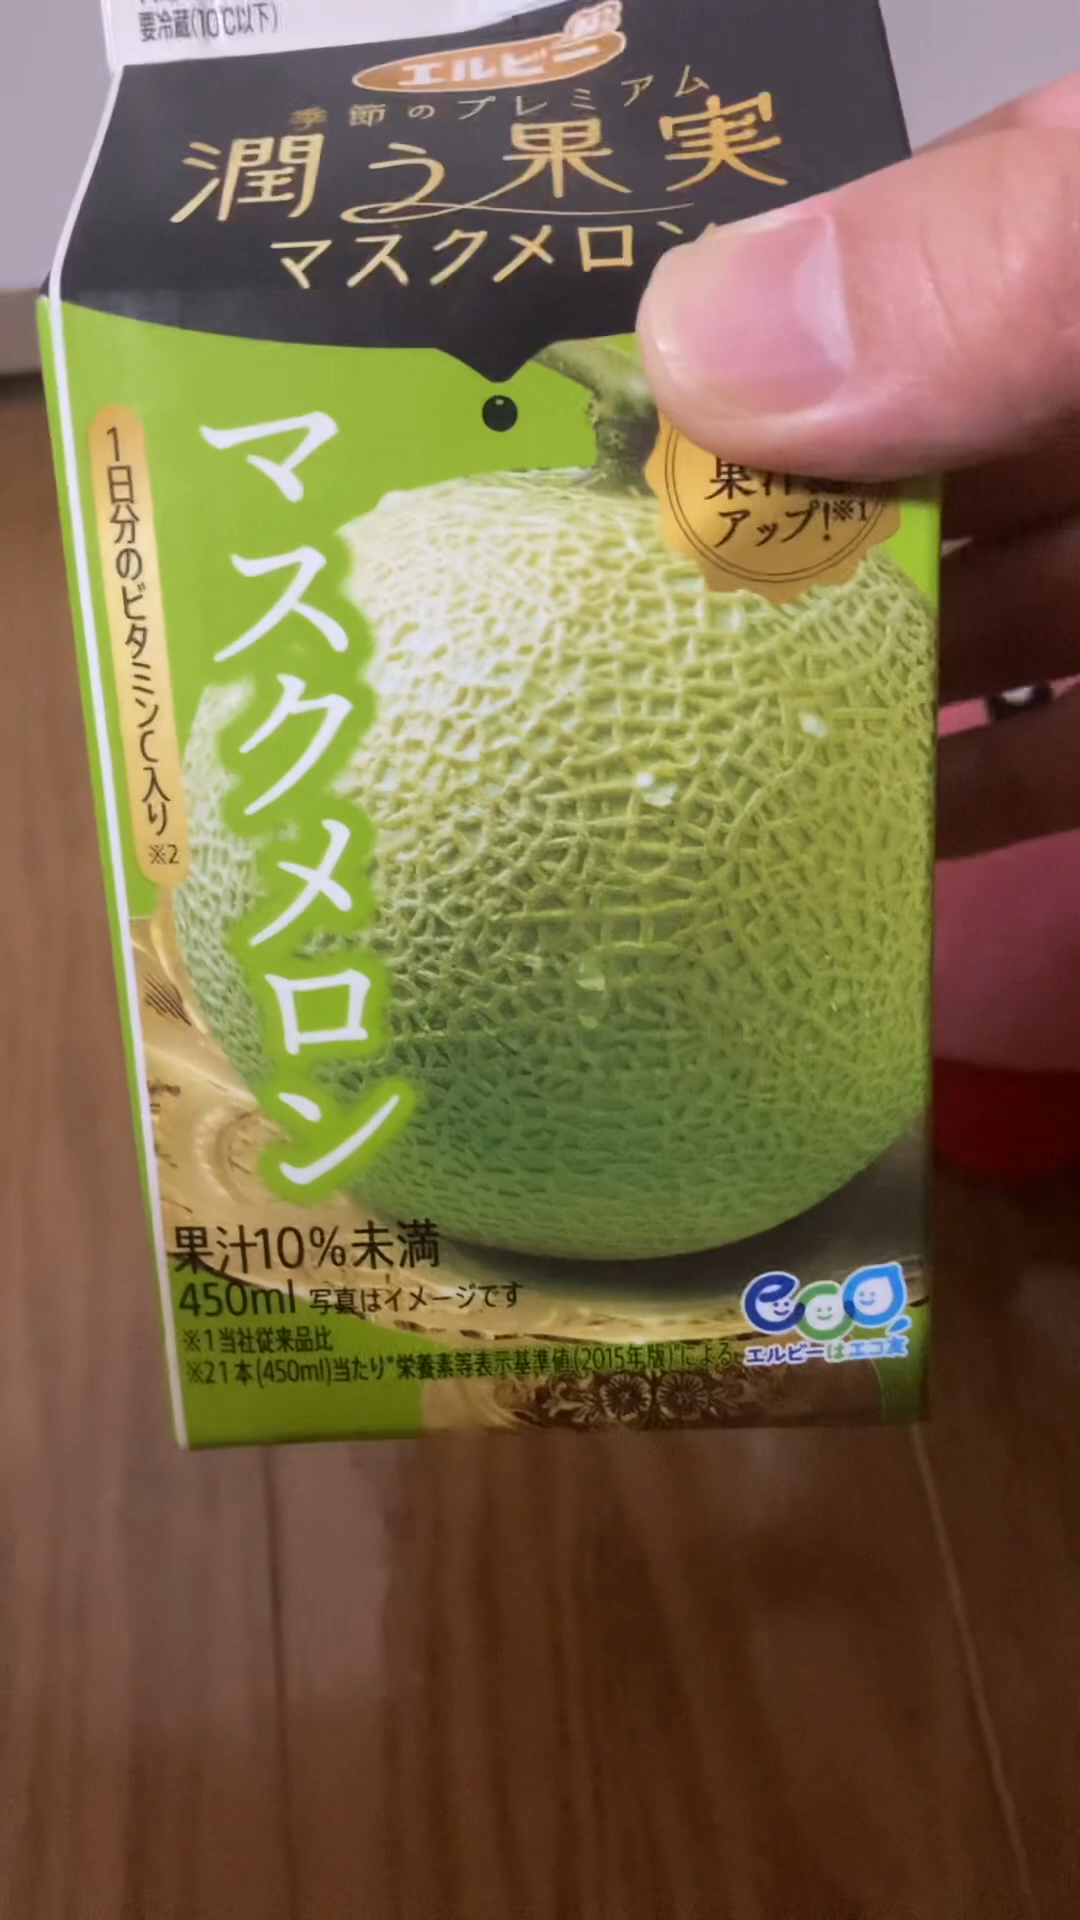 要冷蔵(10℃以下)
エルビー
季節のプレミアム
潤う果実
マスクメロン
1日分のビタミンC入り
※2
マスクメロン
アップ!※1
果汁10%未満
450ml 写真はイメージです
※1当社従来品比
※21本(450ml)当たり"栄養素等表示基準値(2015年版)"による
eco
エルビーはエコ友